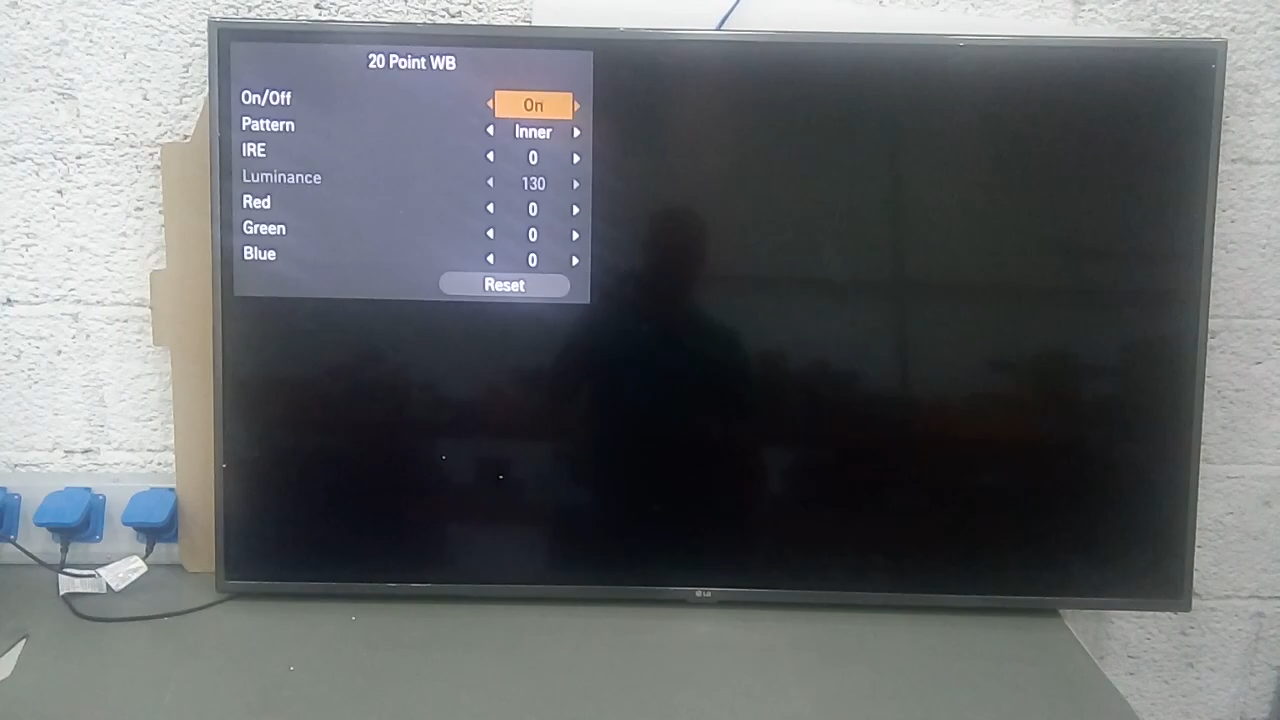 20 Point WB
On/Off On
Pattern Inner
IRE 0
Luminance 130
Red 0
Green 0
Blue 0
Reset
LG